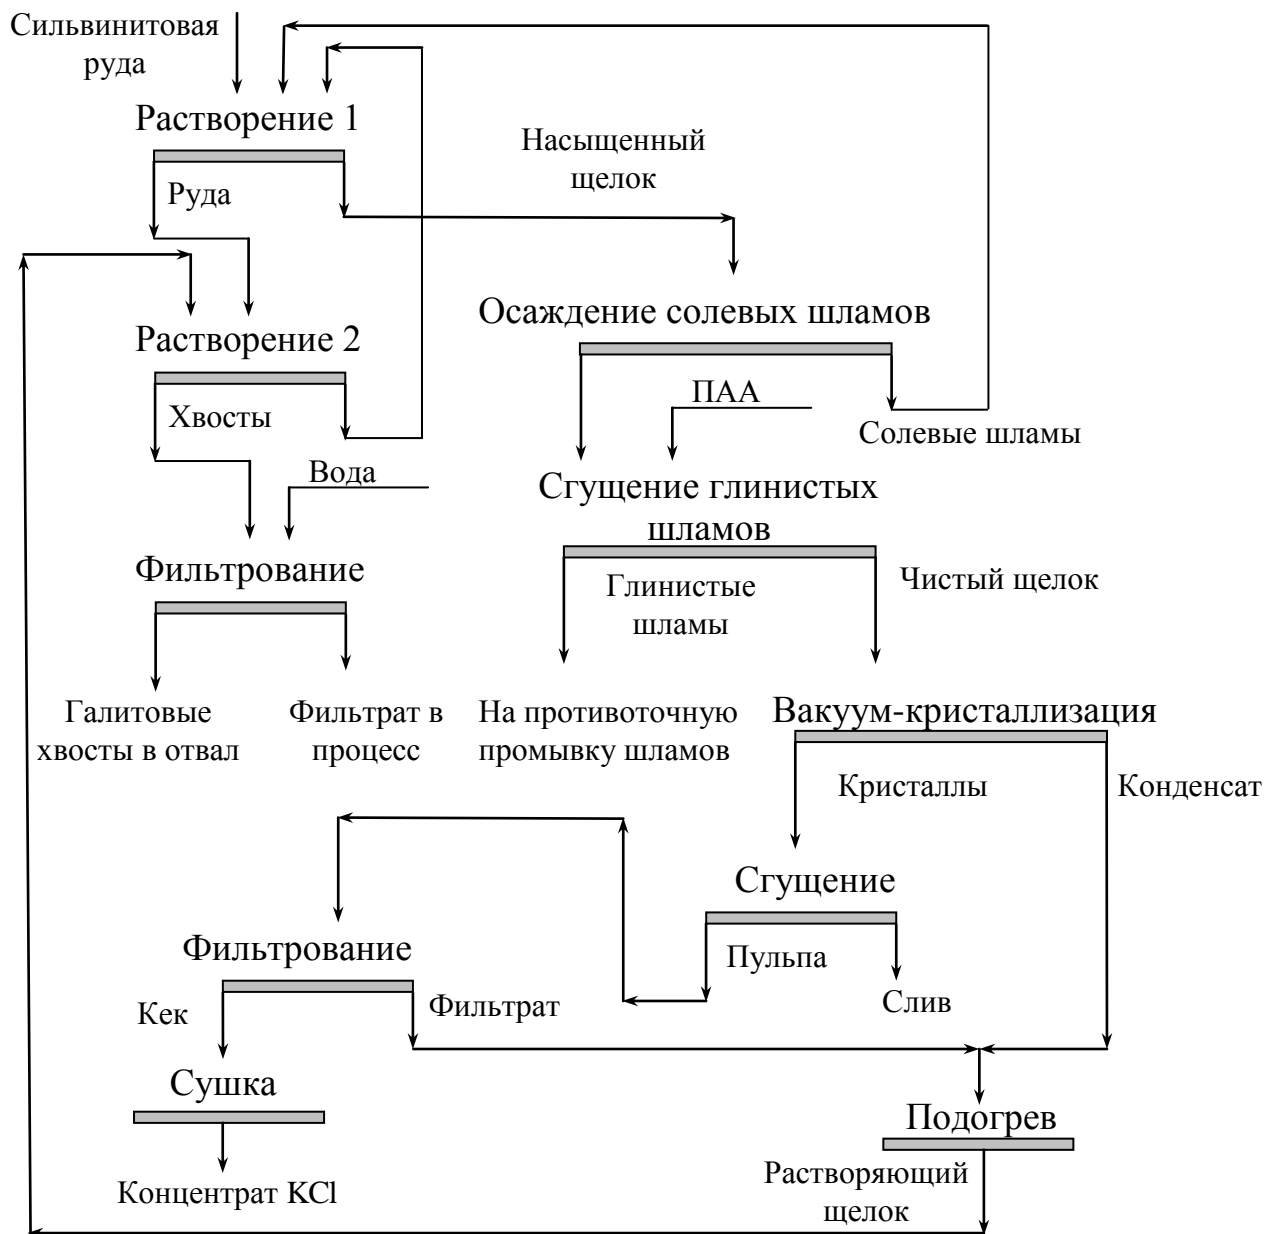 Сильвинитовая
руда
Растворение 1
Насыщенный
щелок
Руда
Осаждение солевых шламов
Растворение 2
ПАА
Хвосты
Солевые шламы
Вода
Сгущение глинистых
шламов
Фильтрование
Глинистые
шламы
Чистый щелок
Галитовые
хвосты в отвал
Фильтрат в
процесс
На противоточную
промывку шламов
Вакуум-кристаллизация
Кристаллы
Конденсат
Сгущение
Фильтрование
Пульпа
Слив
Кек
Фильтрат
Сушка
Подогрев
Концентрат KCl
Растворяющий
щелок